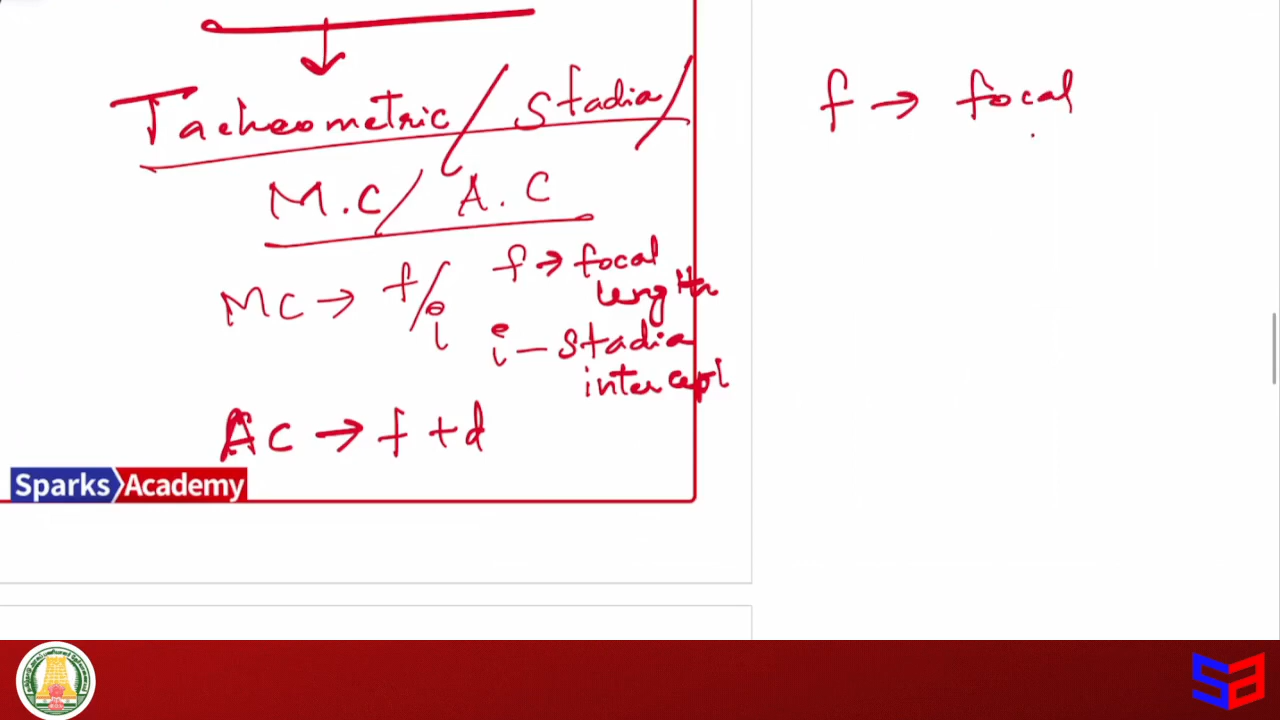 Tacheometric / Stadia /
M.C / A.C
MC → f/i
f → focal
length
i – Stadia
intercept
AC → f + d
Sparks Academy
f → focal